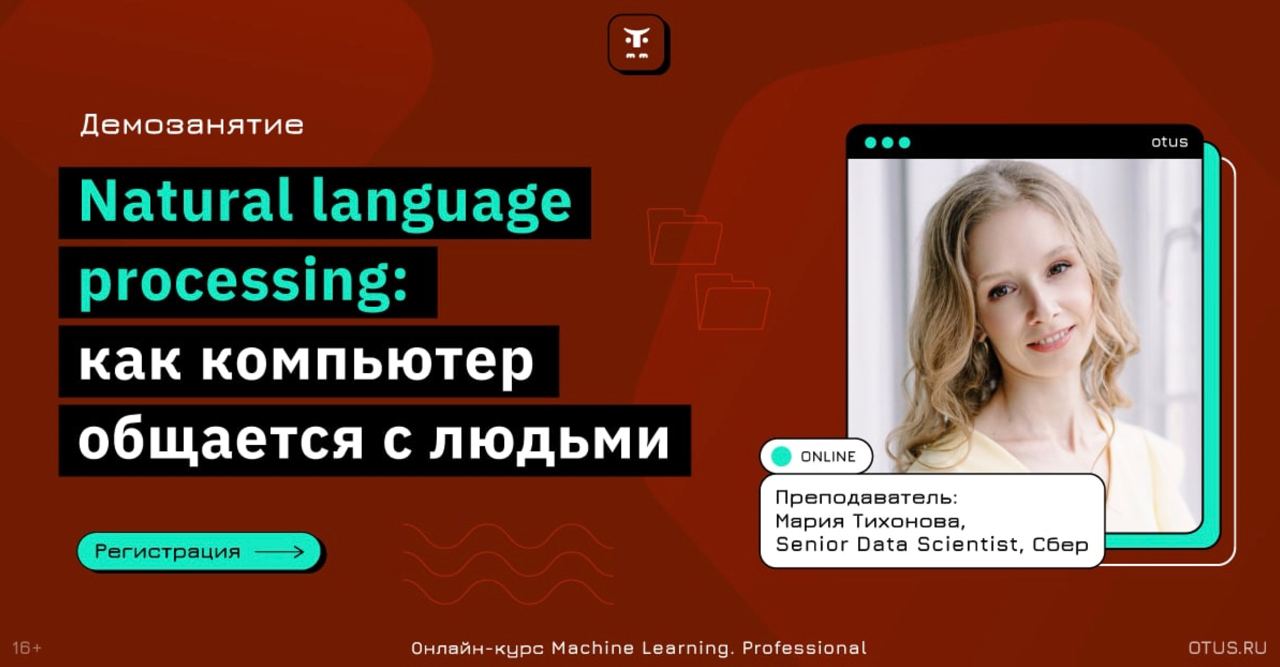 Демозанятие
Natural language
processing:
как компьютер
общается с людьми
Регистрация
otus
ONLINE
Преподаватель:
Мария Тихонова,
Senior Data Scientist, Сбер
16+
Онлайн-курс Machine Learning. Professional
OTUS.RU